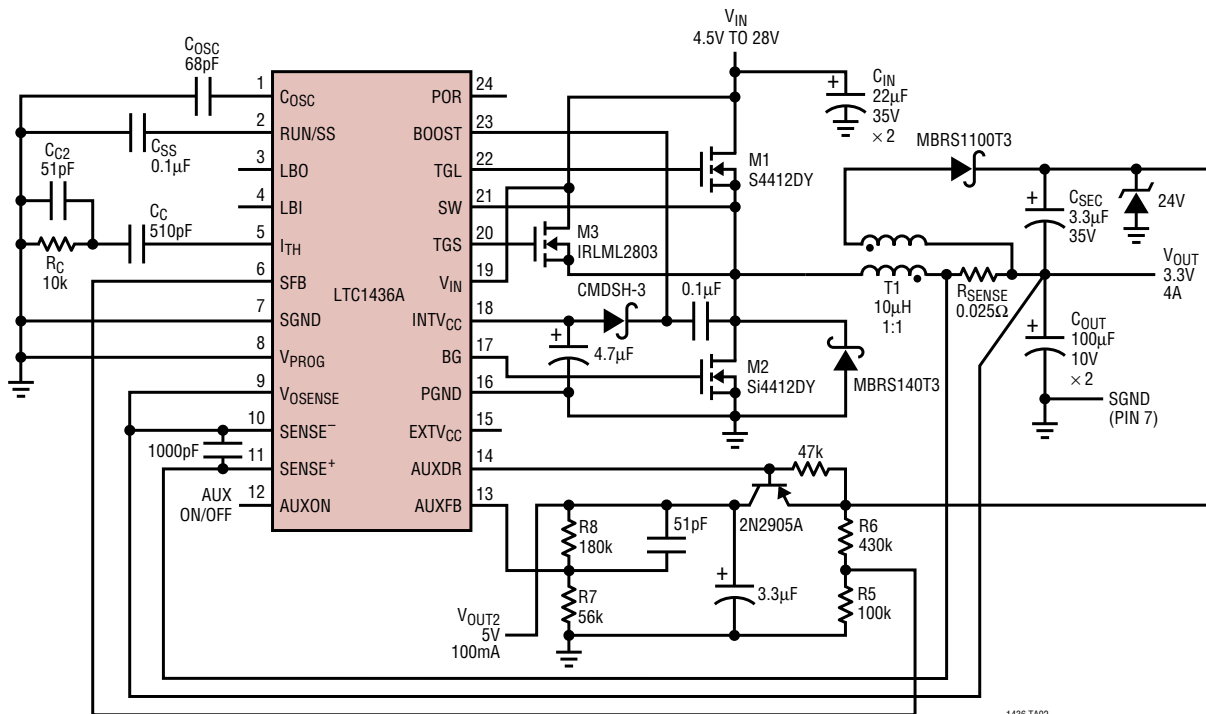 V_IN
4.5V TO 28V
C_OSC
68pF
C_SS
0.1µF
C_C2
51pF
R_C
10k
C_C
510pF
1
2
3
4
5
6
7
8
9
10
11
12
C_OSC
RUN/SS
LBO
LBI
I_TH
SFB
SGND
V_PROG
V_OSENSE
SENSE–
SENSE+
AUXON
LTC1436A
POR
BOOST
TGL
SW
TGS
V_IN
INTV_CC
BG
PGND
EXTV_CC
AUXDR
AUXFB
24
23
22
21
20
19
18
17
16
15
14
13
1000pF
AUX
ON/OFF
+
C_IN
22µF
35V
× 2
M1
S4412DY
M3
IRLML2803
CMDSH-3
0.1µF
+
4.7µF
M2
Si4412DY
MBRS140T3
MBRS1100T3
+
C_SEC
3.3µF
35V
24V
T1
10µH
1:1
R_SENSE
0.025Ω
V_OUT
3.3V
4A
+
C_OUT
100µF
10V
× 2
SGND
(PIN 7)
47k
2N2905A
R8
180k
51pF
R7
56k
+
3.3µF
R6
430k
R5
100k
V_OUT2
5V
100mA